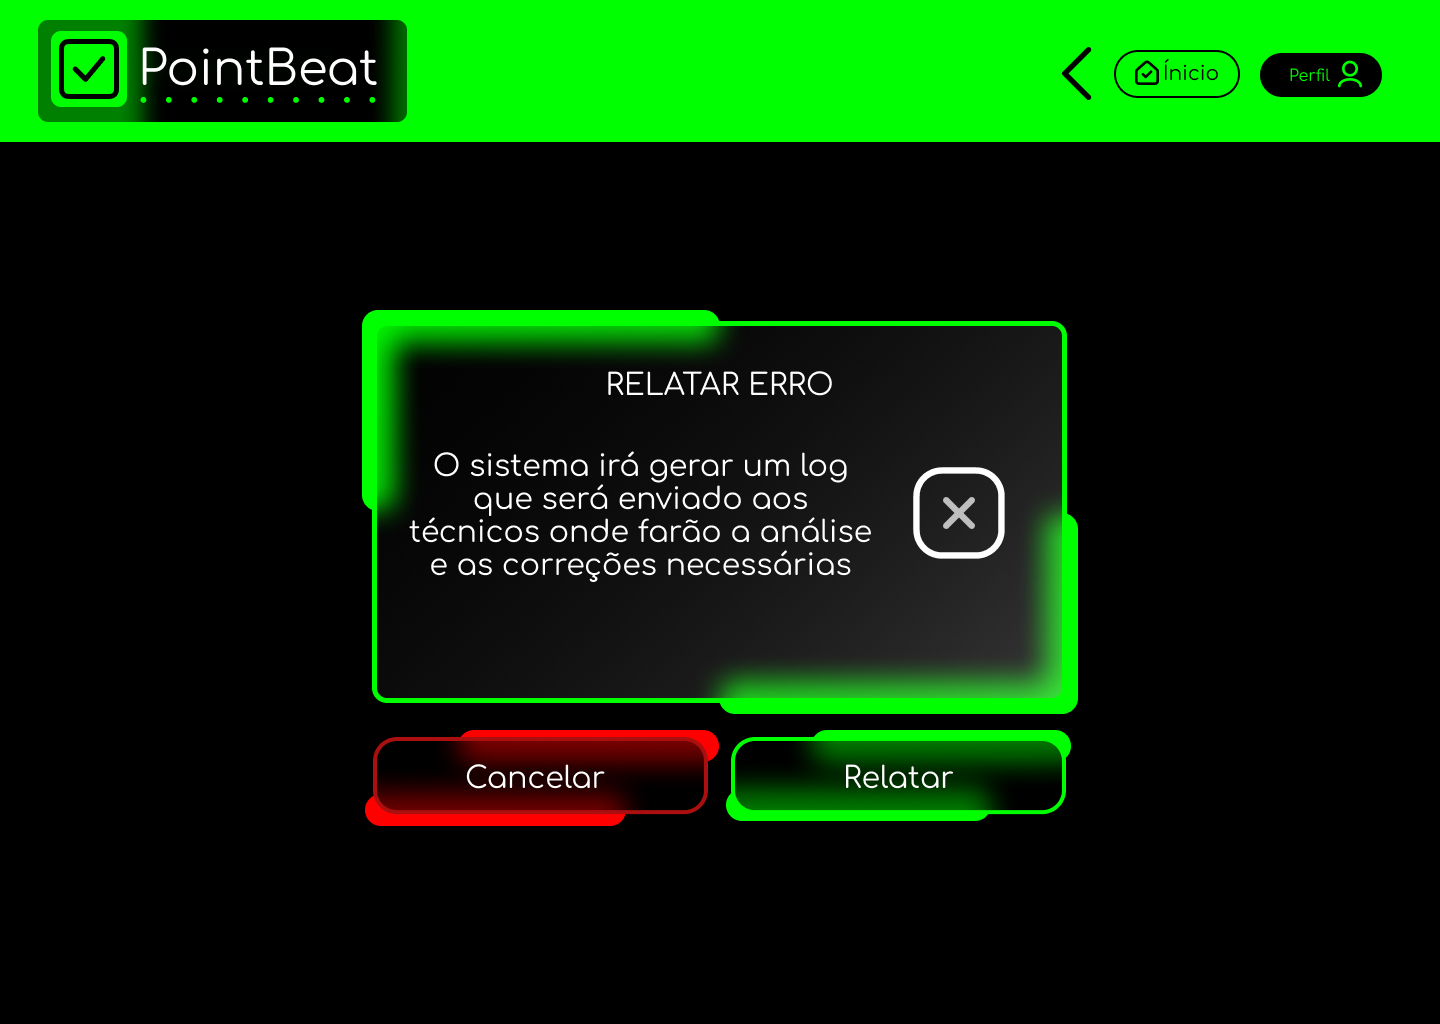 PointBeat
Ínicio
Perfil
RELATAR ERRO
O sistema irá gerar um log
que será enviado aos
técnicos onde farão a análise
e as correções necessárias
Cancelar
Relatar